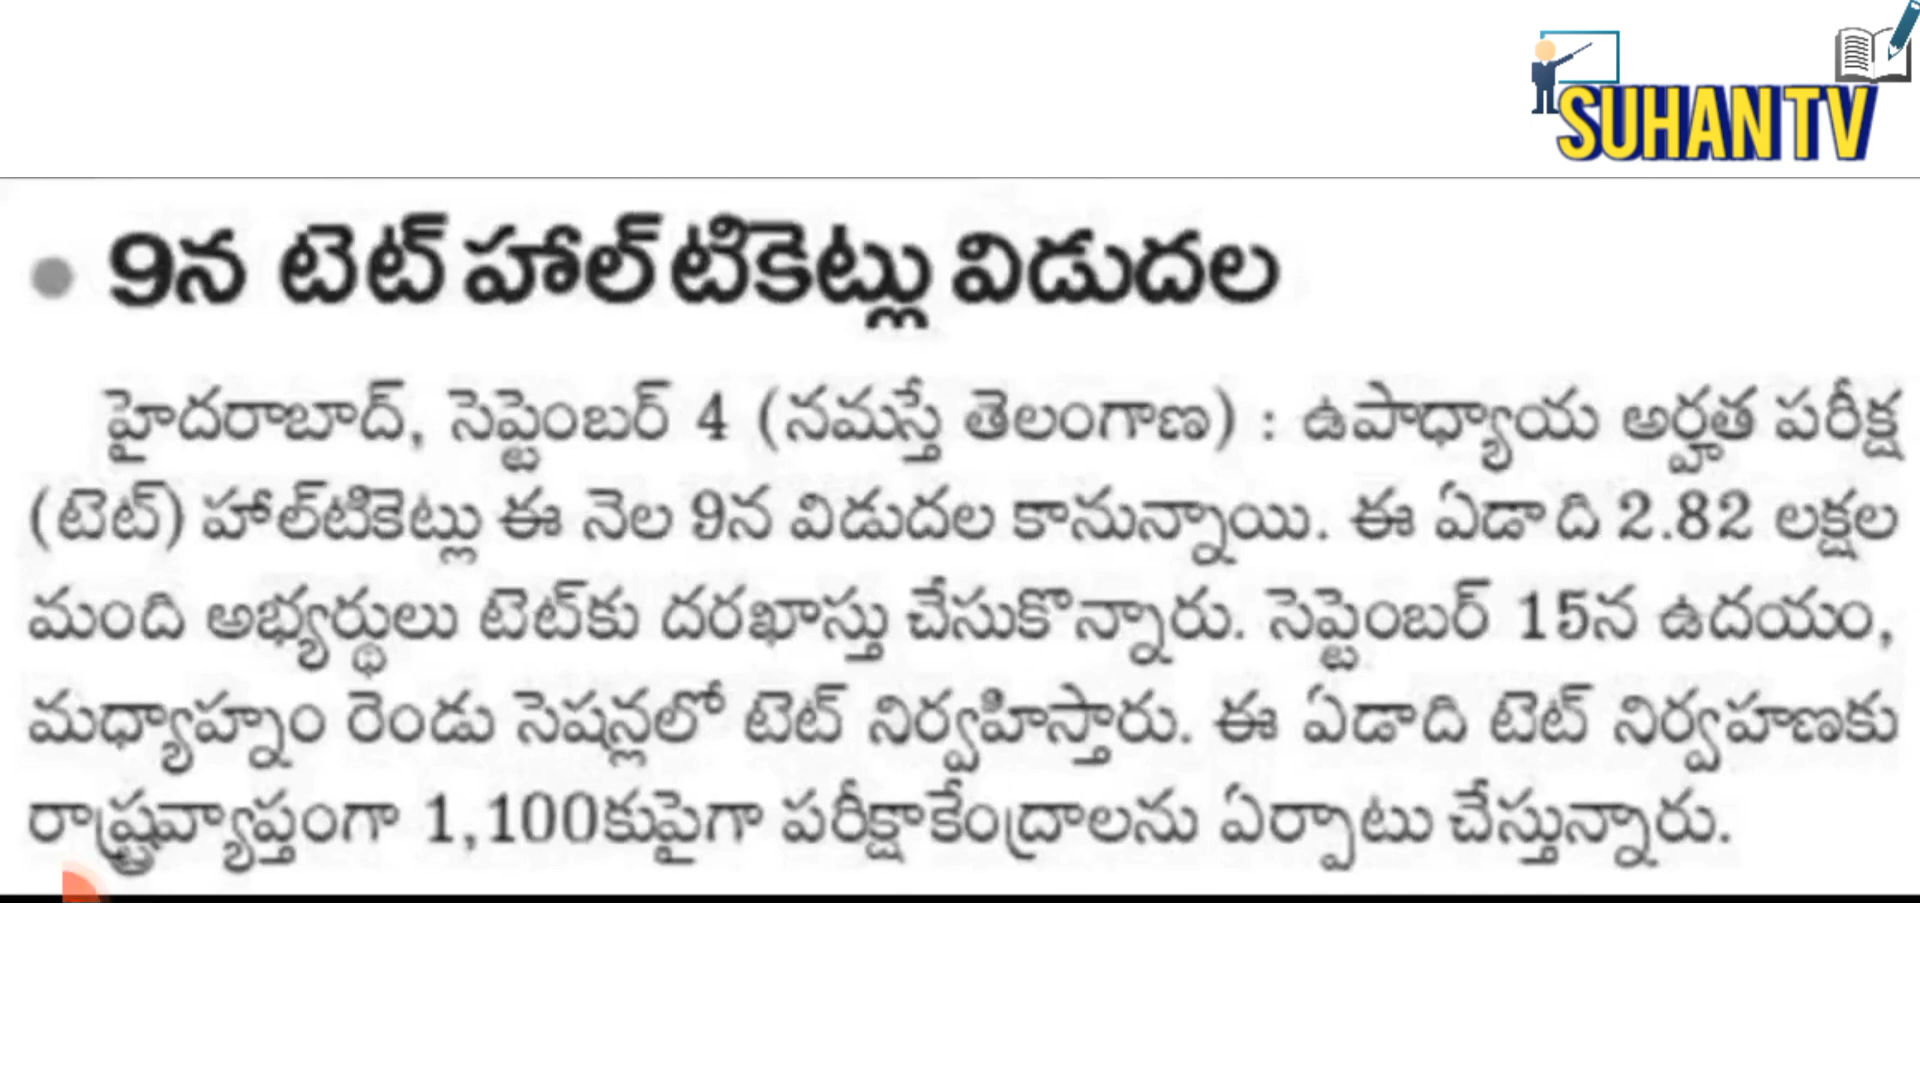 SUHAN TV
9న టెట్ హాల్‌టికెట్లు విడుదల
హైదరాబాద్, సెప్టెంబర్ 4 (నమస్తే తెలంగాణ) : ఉపాధ్యాయ అర్హత పరీక్ష
(టెట్) హాల్‌టికెట్లు ఈ నెల 9న విడుదల కానున్నాయి. ఈ ఏడాది 2.82 లక్షల
మంది అభ్యర్థులు టెట్‌కు దరఖాస్తు చేసుకొన్నారు. సెప్టెంబర్ 15న ఉదయం,
మధ్యాహ్నం రెండు సెషన్లలో టెట్ నిర్వహిస్తారు. ఈ ఏడాది టెట్ నిర్వహణకు
రాష్ట్రవ్యాప్తంగా 1,100కుపైగా పరీక్షాకేంద్రాలను ఏర్పాటు చేస్తున్నారు.